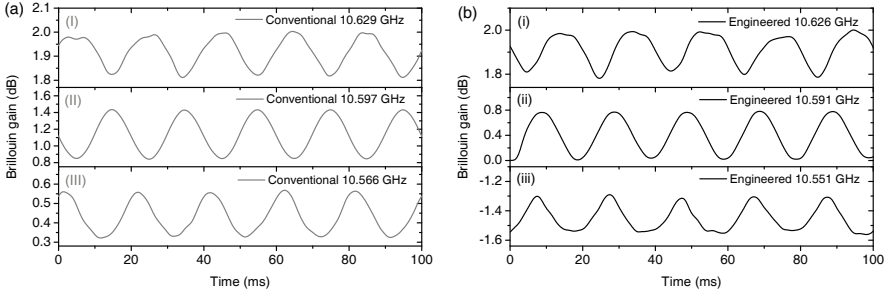 (a)
(I)
Conventional 10.629 GHz
2.1
2.0
1.9
1.8
(II)
Conventional 10.597 GHz
1.6
1.4
1.2
1.0
0.8
(III)
Conventional 10.566 GHz
0.6
0.5
0.4
0.3
Brillouin gain (dB)
0 20 40 60 80 100
Time (ms)
(b)
(i)
Engineered 10.626 GHz
2.0
1.8
(ii)
Engineered 10.591 GHz
0.8
0.4
0.0
(iii)
Engineered 10.551 GHz
-1.2
-1.4
-1.6
Brillouin gain (dB)
0 20 40 60 80 100
Time (ms)